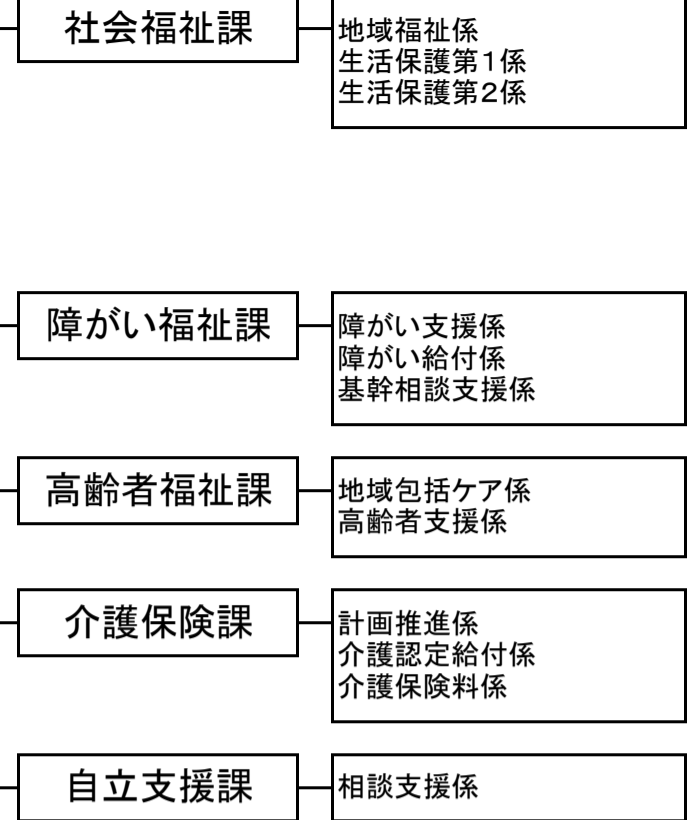 社会福祉課
地域福祉係
生活保護第1係
生活保護第2係
障がい福祉課
障がい支援係
障がい給付係
基幹相談支援係
高齢者福祉課
地域包括ケア係
高齢者支援係
介護保険課
計画推進係
介護認定給付係
介護保険料係
自立支援課
相談支援係